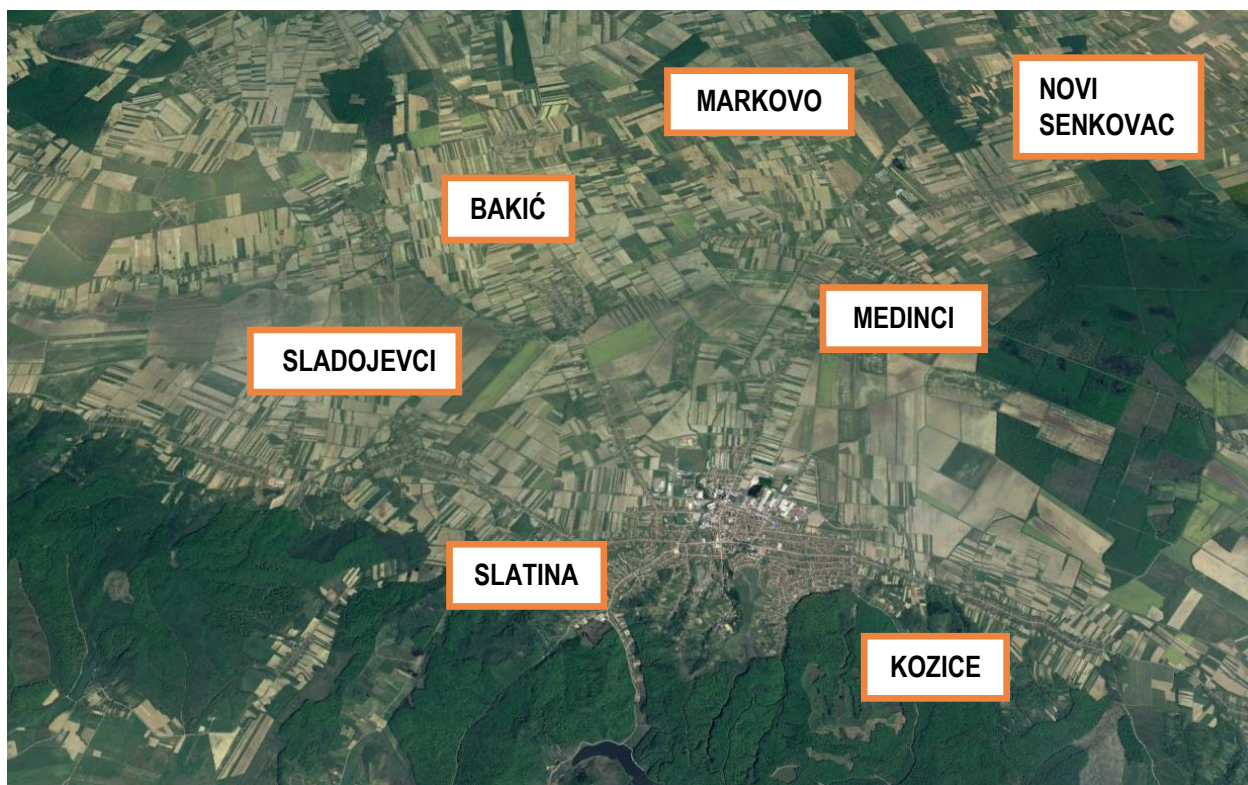 MARKOVO
NOVI
SENKOVAC
BAKIĆ
MEDINCI
SLADOJEVCI
SLATINA
KOZICE